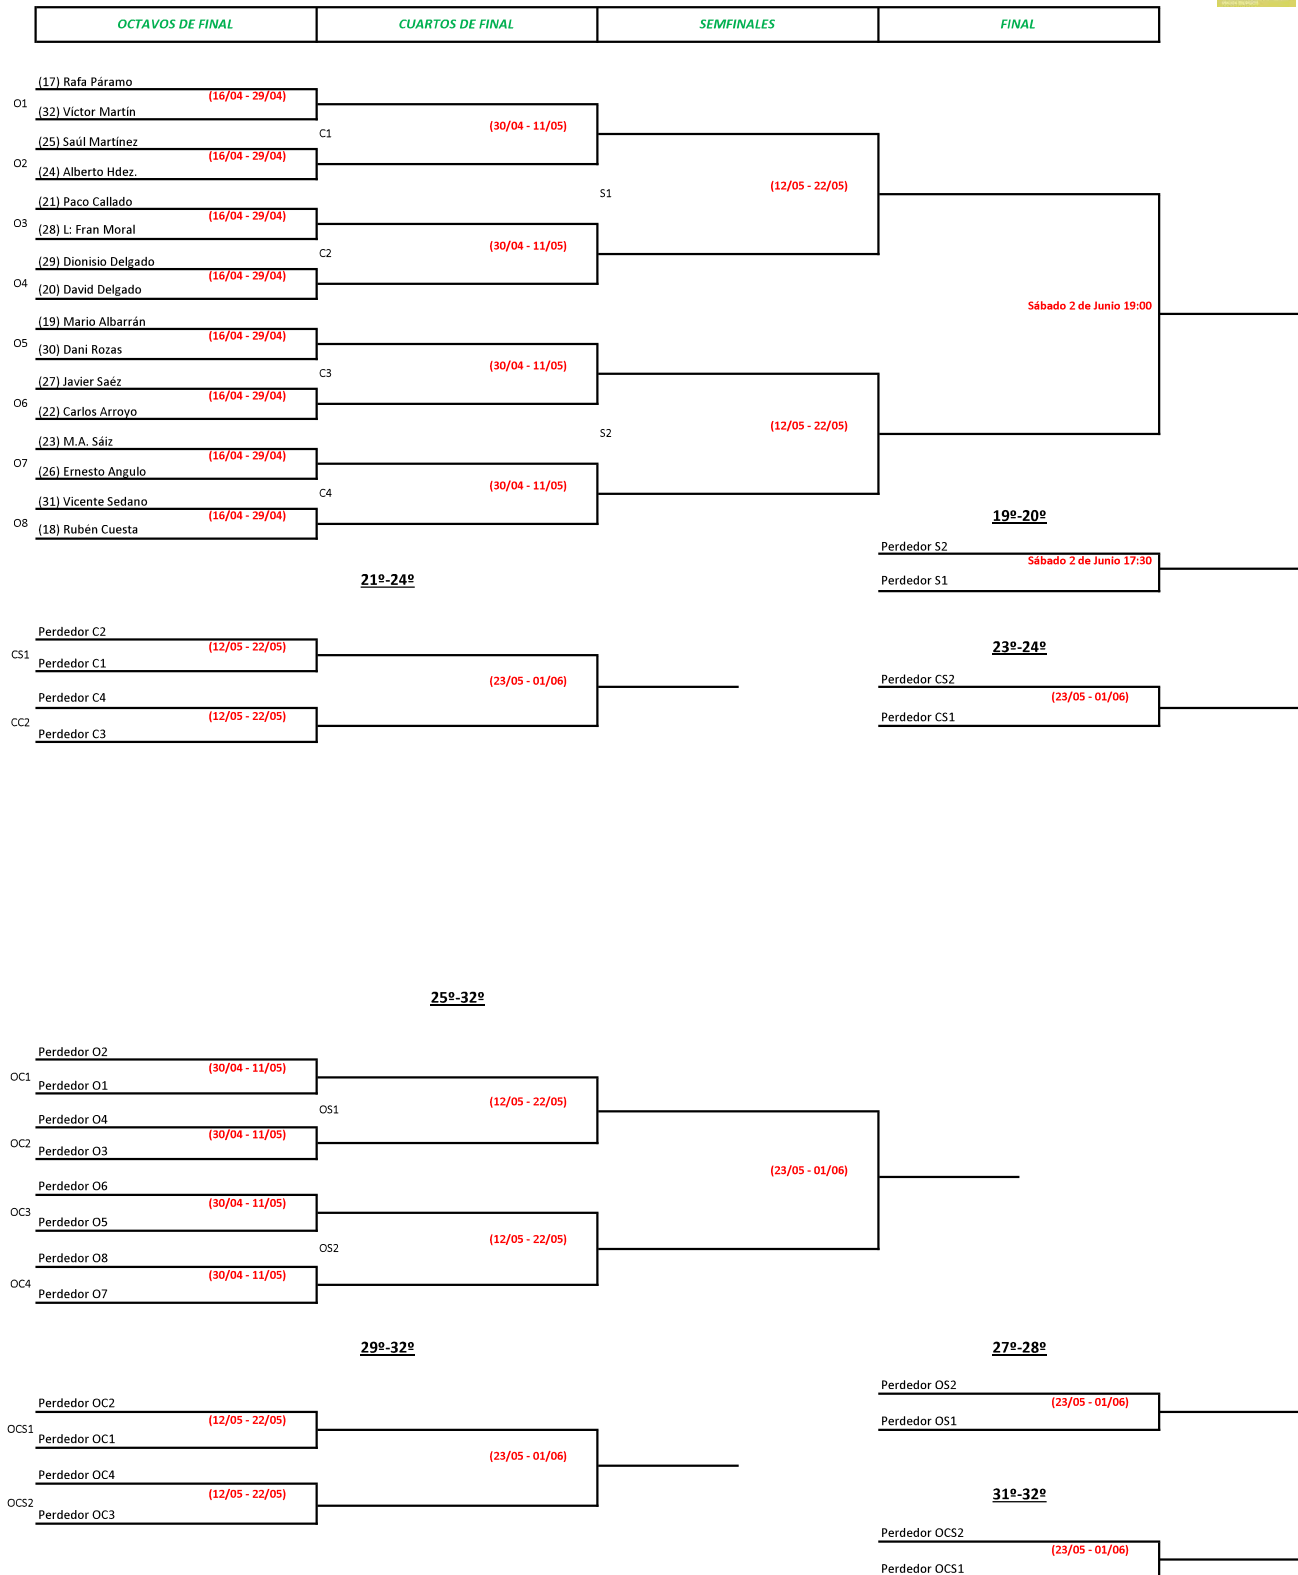 OCTAVOS DE FINAL CUARTOS DE FINAL SEMFINALES FINAL
(17) Rafa Páramo
(16/04 - 29/04)
O1
(32) Víctor Martín
(30/04 - 11/05)
C1
(25) Saúl Martínez
(16/04 - 29/04)
O2
(24) Alberto Hdez.
(12/05 - 22/05)
S1
(21) Paco Callado
(16/04 - 29/04)
O3
(28) L: Fran Moral
(30/04 - 11/05)
C2
(29) Dionisio Delgado
(16/04 - 29/04)
O4
(20) David Delgado
Sábado 2 de Junio 19:00
(19) Mario Albarrán
(16/04 - 29/04)
O5
(30) Dani Rozas
(30/04 - 11/05)
C3
(27) Javier Saéz
(16/04 - 29/04)
O6
(22) Carlos Arroyo
(12/05 - 22/05)
S2
(23) M.A. Sáiz
(16/04 - 29/04)
O7
(26) Ernesto Angulo
(30/04 - 11/05)
C4
(31) Vicente Sedano
(16/04 - 29/04)
O8
(18) Rubén Cuesta
19º-20º
Perdedor S2
Sábado 2 de Junio 17:30
Perdedor S1
21º-24º
Perdedor C2
(12/05 - 22/05)
CS1
Perdedor C1
(23/05 - 01/06)
Perdedor C4
(12/05 - 22/05)
CC2
Perdedor C3
23º-24º
Perdedor CS2
(23/05 - 01/06)
Perdedor CS1
25º-32º
Perdedor O2
(30/04 - 11/05)
OC1
Perdedor O1
(12/05 - 22/05)
OS1
Perdedor O4
(30/04 - 11/05)
OC2
Perdedor O3
(23/05 - 01/06)
Perdedor O6
(30/04 - 11/05)
OC3
Perdedor O5
(12/05 - 22/05)
OS2
Perdedor O8
(30/04 - 11/05)
OC4
Perdedor O7
29º-32º
Perdedor OC2
(12/05 - 22/05)
OCS1
Perdedor OC1
(23/05 - 01/06)
Perdedor OC4
(12/05 - 22/05)
OCS2
Perdedor OC3
27º-28º
Perdedor OS2
(23/05 - 01/06)
Perdedor OS1
31º-32º
Perdedor OCS2
(23/05 - 01/06)
Perdedor OCS1